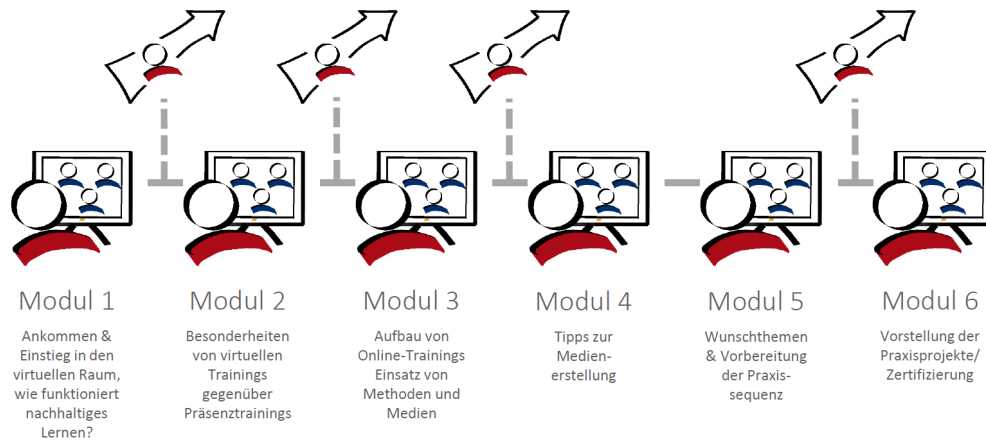 Modul 1
Ankommen &
Einstieg in den
virtuellen Raum,
wie funktioniert
nachhaltiges
Lernen?
Modul 2
Besonderheiten
von virtuellen
Trainings
gegenüber
Präsenztrainings
Modul 3
Aufbau von
Online-Trainings
Einsatz von
Methoden und
Medien
Modul 4
Tipps zur
Medien-
erstellung
Modul 5
Wunschthemen
& Vorbereitung
der Praxis-
sequenz
Modul 6
Vorstellung der
Praxisprojekte/
Zertifizierung